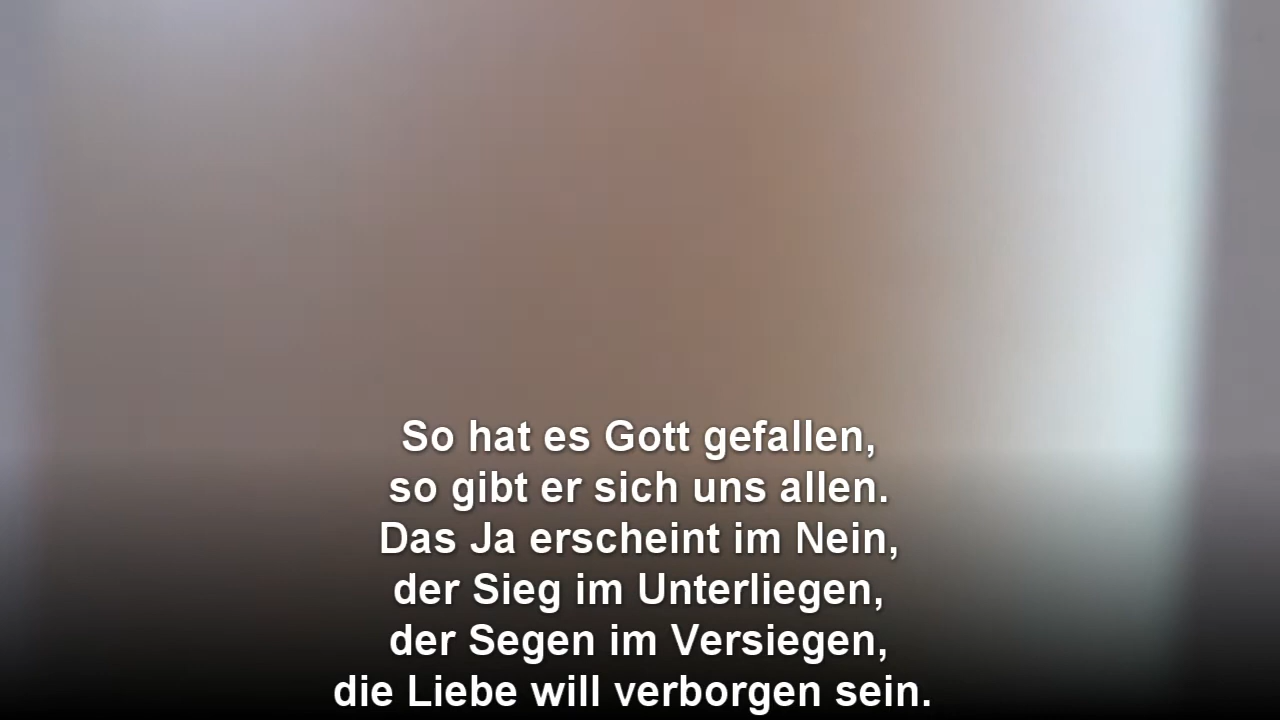 So hat es Gott gefallen,
so gibt er sich uns allen.
Das Ja erscheint im Nein,
der Sieg im Unterliegen,
der Segen im Versiegen,
die Liebe will verborgen sein.